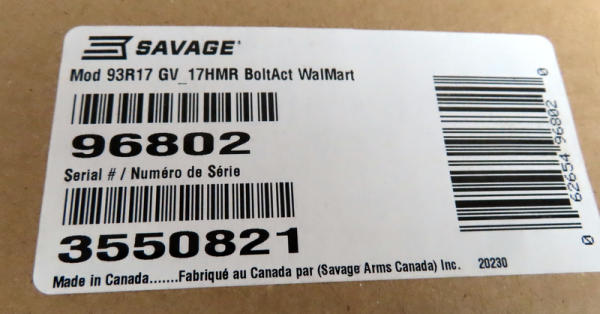 SAVAGE
Mod 93R17 GV_17HMR BoltAct WalMart
96802
Serial # / Numéro de Série
3550821
Made in Canada.......Fabriqué au Canada par (Savage Arms Canada) Inc. 20230
0 62654 96802 0